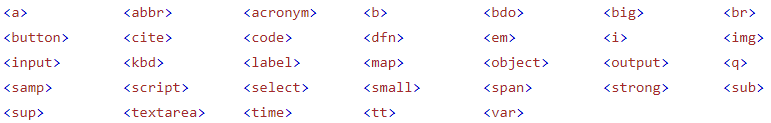 <a> <abbr> <acronym> <b> <bdo> <big> <br>
<button> <cite> <code> <dfn> <em> <i> <img>
<input> <kbd> <label> <map> <object> <output> <q>
<samp> <script> <select> <small> <span> <strong> <sub>
<sup> <textarea> <time> <tt> <var>